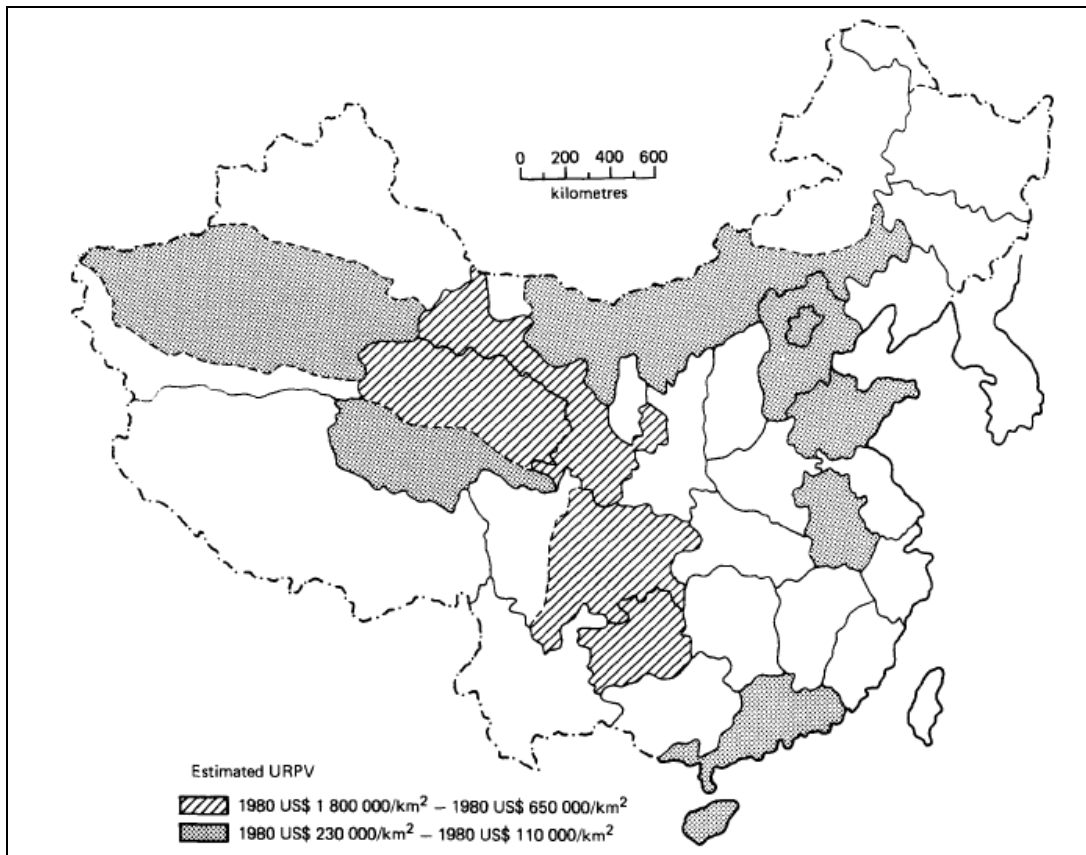 0 200 400 600
kilometres
Estimated URPV
1980 US$ 1 800 000/km² – 1980 US$ 650 000/km²
1980 US$ 230 000/km² – 1980 US$ 110 000/km²